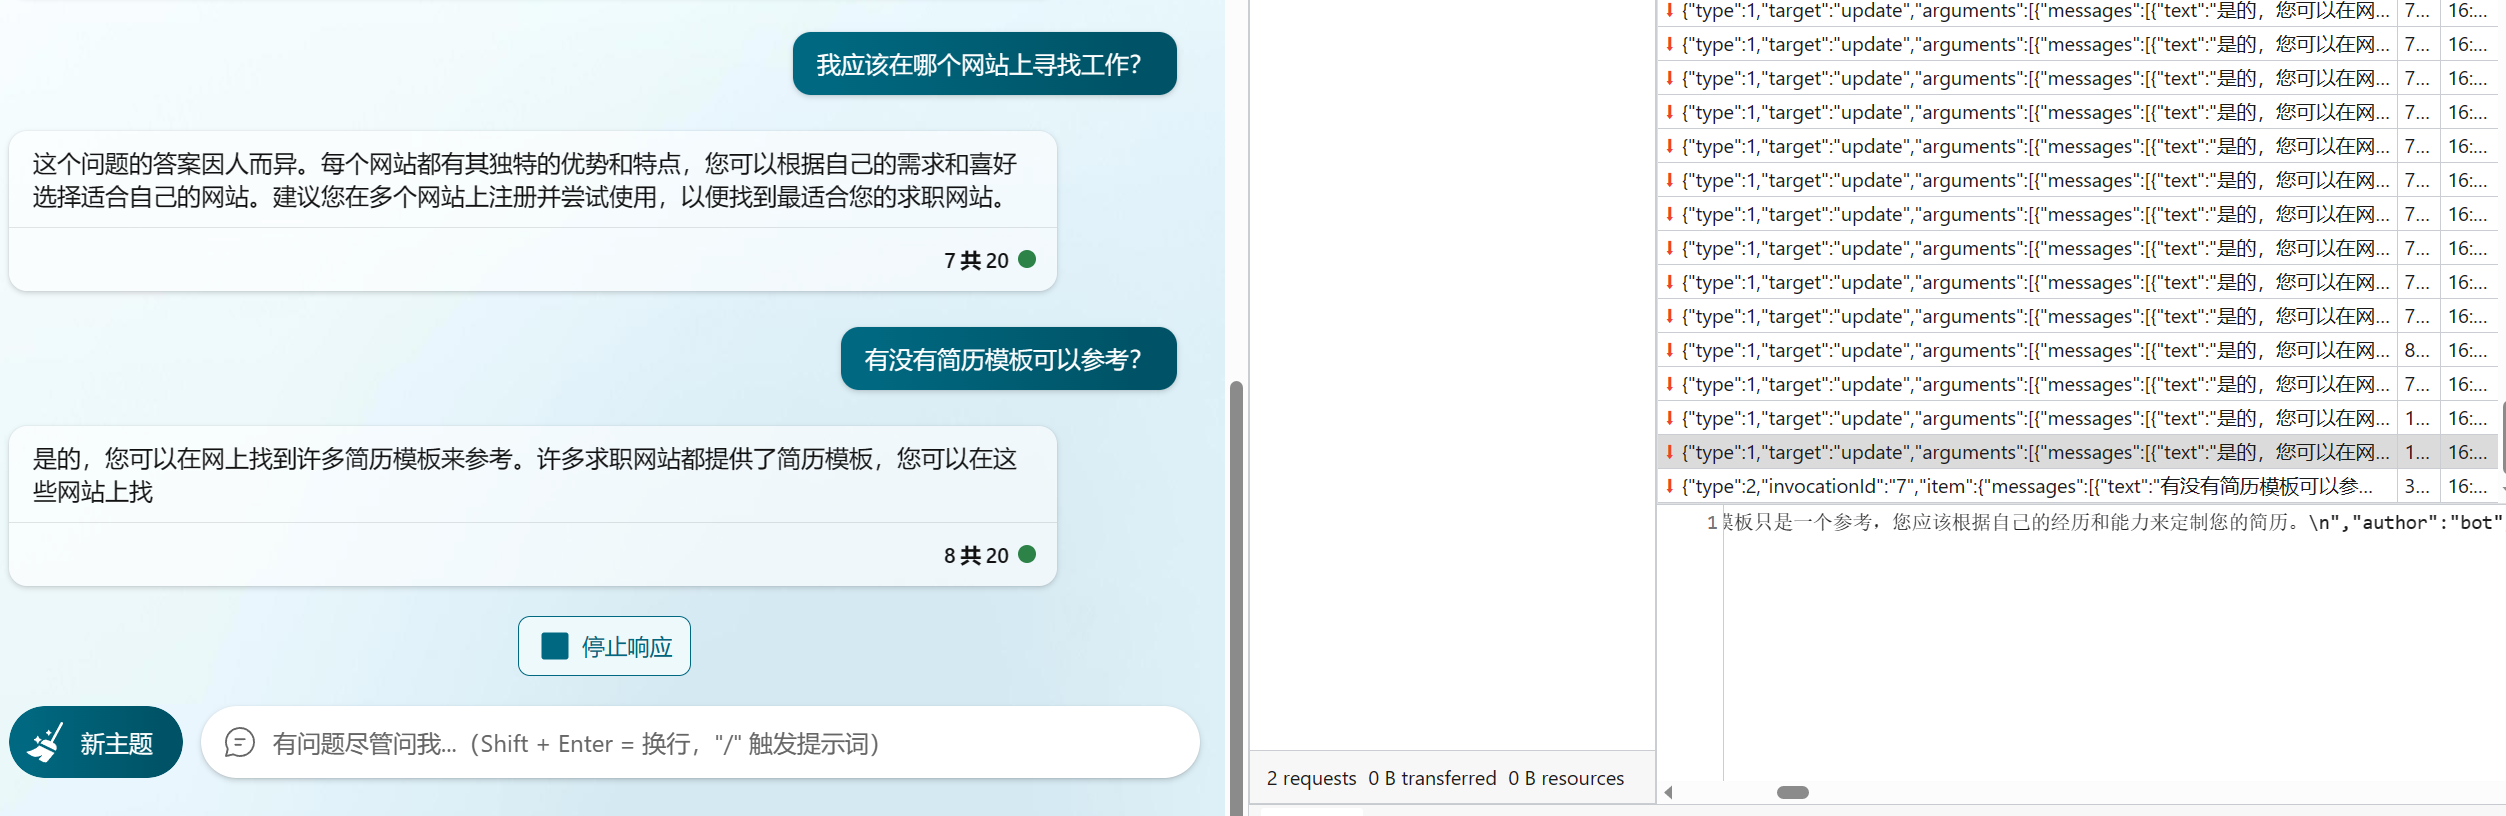 我应该在哪个网站上寻找工作？
这个问题的答案因人而异。每个网站都有其独特的优势和特点，您可以根据自己的需求和喜好
选择适合自己的网站。建议您在多个网站上注册并尝试使用，以便找到最适合您的求职网站。
7 共 20
有没有简历模板可以参考？
是的，您可以在网上找到许多简历模板来参考。许多求职网站都提供了简历模板，您可以在这
些网站上找
8 共 20
停止响应
新主题
有问题尽管问我...（Shift + Enter = 换行，"/" 触发提示词）
2 requests 0 B transferred 0 B resources
{"type":1,"target":"update","arguments":[{"messages":[{"text":"是的，您可以在网... 7... 16:...
{"type":1,"target":"update","arguments":[{"messages":[{"text":"是的，您可以在网... 7... 16:...
{"type":1,"target":"update","arguments":[{"messages":[{"text":"是的，您可以在网... 7... 16:...
{"type":1,"target":"update","arguments":[{"messages":[{"text":"是的，您可以在网... 7... 16:...
{"type":1,"target":"update","arguments":[{"messages":[{"text":"是的，您可以在网... 7... 16:...
{"type":1,"target":"update","arguments":[{"messages":[{"text":"是的，您可以在网... 7... 16:...
{"type":1,"target":"update","arguments":[{"messages":[{"text":"是的，您可以在网... 7... 16:...
{"type":1,"target":"update","arguments":[{"messages":[{"text":"是的，您可以在网... 7... 16:...
{"type":1,"target":"update","arguments":[{"messages":[{"text":"是的，您可以在网... 7... 16:...
{"type":1,"target":"update","arguments":[{"messages":[{"text":"是的，您可以在网... 7... 16:...
{"type":1,"target":"update","arguments":[{"messages":[{"text":"是的，您可以在网... 8... 16:...
{"type":1,"target":"update","arguments":[{"messages":[{"text":"是的，您可以在网... 7... 16:...
{"type":1,"target":"update","arguments":[{"messages":[{"text":"是的，您可以在网... 1... 16:...
{"type":1,"target":"update","arguments":[{"messages":[{"text":"是的，您可以在网... 1... 16:...
{"type":2,"invocationId":"7","item":{"messages":[{"text":"有没有简历模板可以参... 3... 16:...
1 模板只是一个参考，您应该根据自己的经历和能力来定制您的简历。\n","author":"bot"